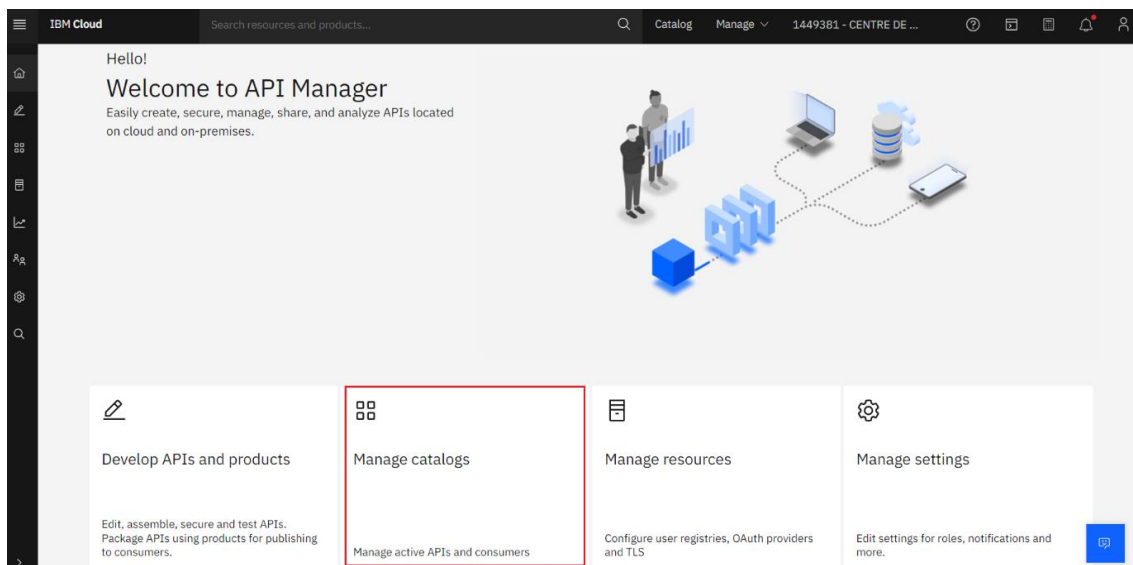 IBM Cloud
Search resources and products...
Catalog
Manage
1449381 - CENTRE DE ...
Hello!
Welcome to API Manager
Easily create, secure, manage, share, and analyze APIs located
on cloud and on-premises.
Develop APIs and products
Edit, assemble, secure and test APIs.
Package APIs using products for publishing
to consumers.
Manage catalogs
Manage active APIs and consumers
Manage resources
Configure user registries, OAuth providers
and TLS
Manage settings
Edit settings for roles, notifications and
more.